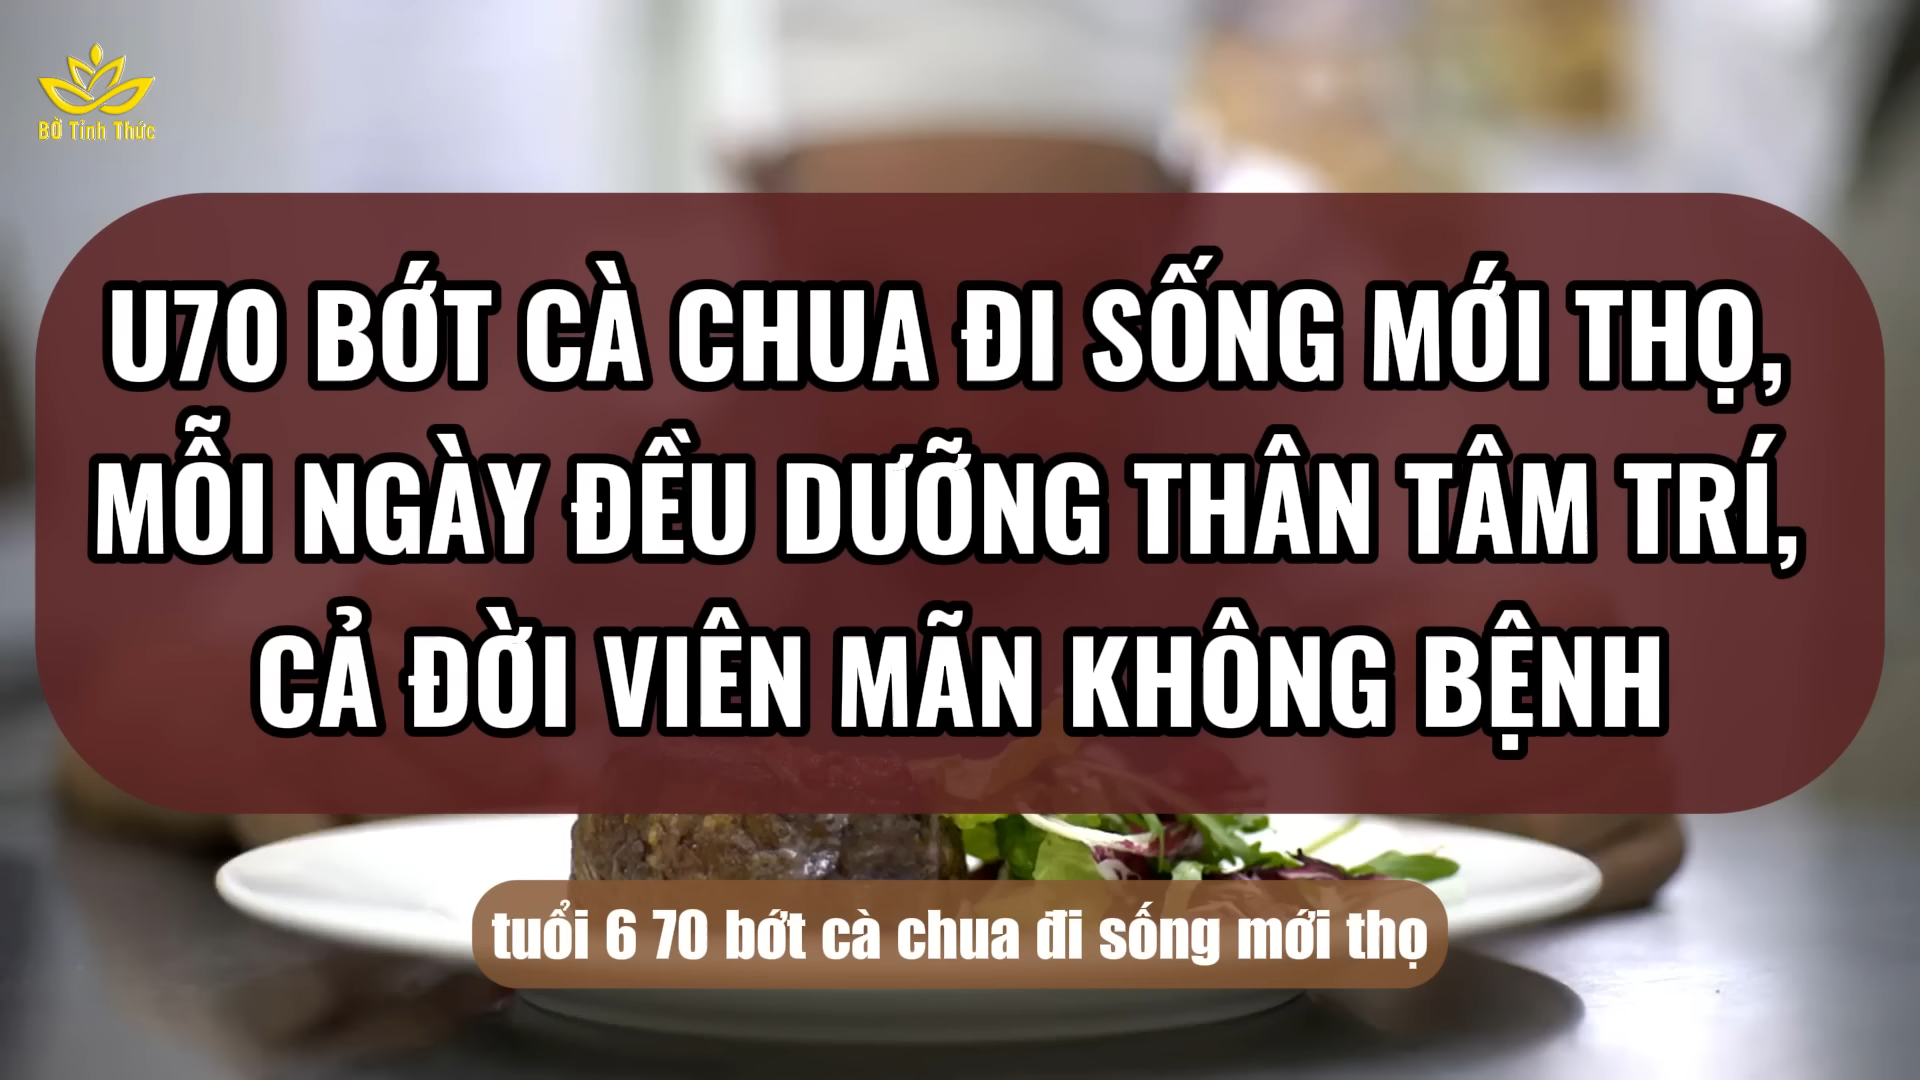 BỜ Tỉnh Thức
U70 BỚT CÀ CHUA ĐI SỐNG MỚI THỌ,
MỖI NGÀY ĐỀU DƯỠNG THÂN TÂM TRÍ,
CẢ ĐỜI VIÊN MÃN KHÔNG BỆNH
tuổi 6 70 bớt cà chua đi sống mới thọ